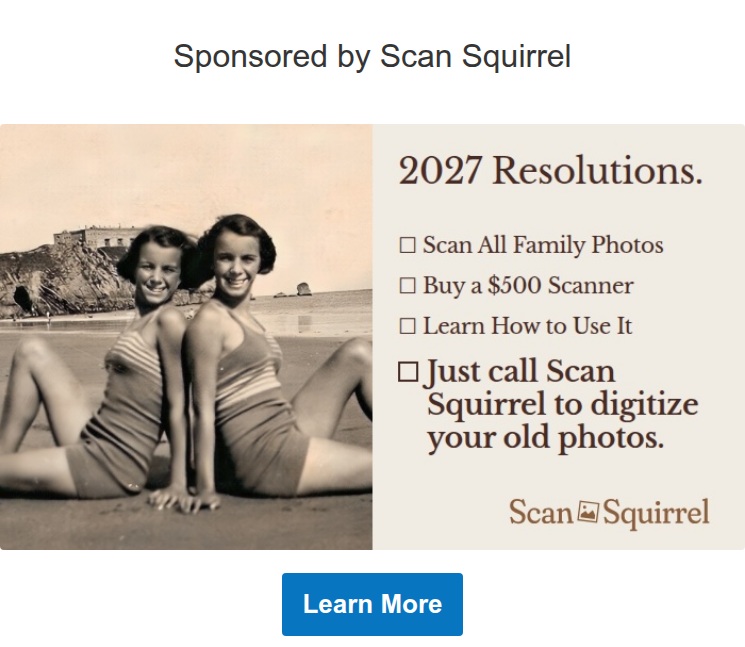 Sponsored by Scan Squirrel
2027 Resolutions.
☐ Scan All Family Photos
☐ Buy a $500 Scanner
☐ Learn How to Use It
☐ Just call Scan
Squirrel to digitize
your old photos.
Scan Squirrel
Learn More